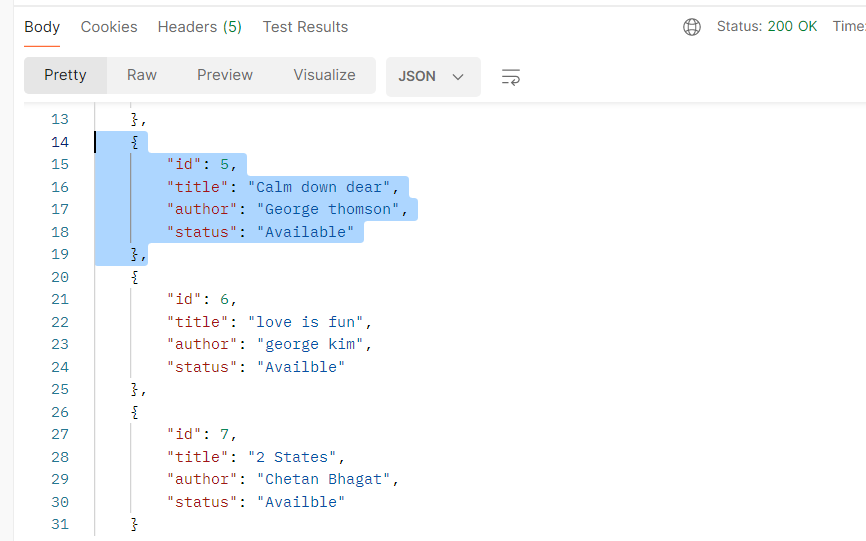 Body Cookies Headers (5) Test Results Status: 200 OK Time:
Pretty Raw Preview Visualize JSON
13 },
14 {
15 "id": 5,
16 "title": "Calm down dear",
17 "author": "George thomson",
18 "status": "Available"
19 },
20 {
21 "id": 6,
22 "title": "love is fun",
23 "author": "george kim",
24 "status": "Availble"
25 },
26 {
27 "id": 7,
28 "title": "2 States",
29 "author": "Chetan Bhagat",
30 "status": "Availble"
31 }